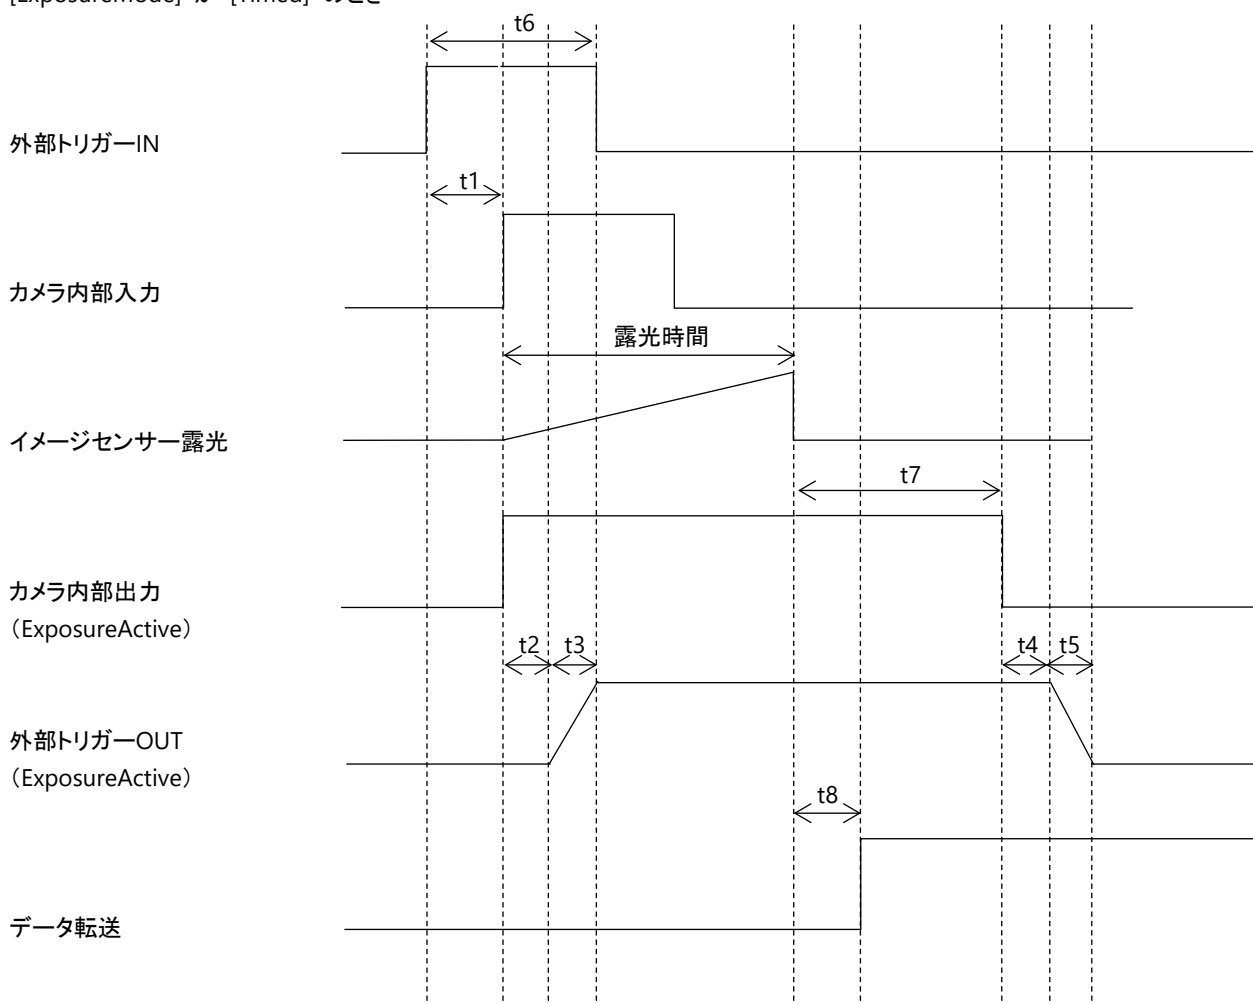 [ExposureMode] が [Timed] のとき
t6
外部トリガーIN
t1
カメラ内部入力
露光時間
イメージセンサー露光
t7
カメラ内部出力
（ExposureActive）
t2 t3 t4 t5
外部トリガーOUT
（ExposureActive）
t8
データ転送